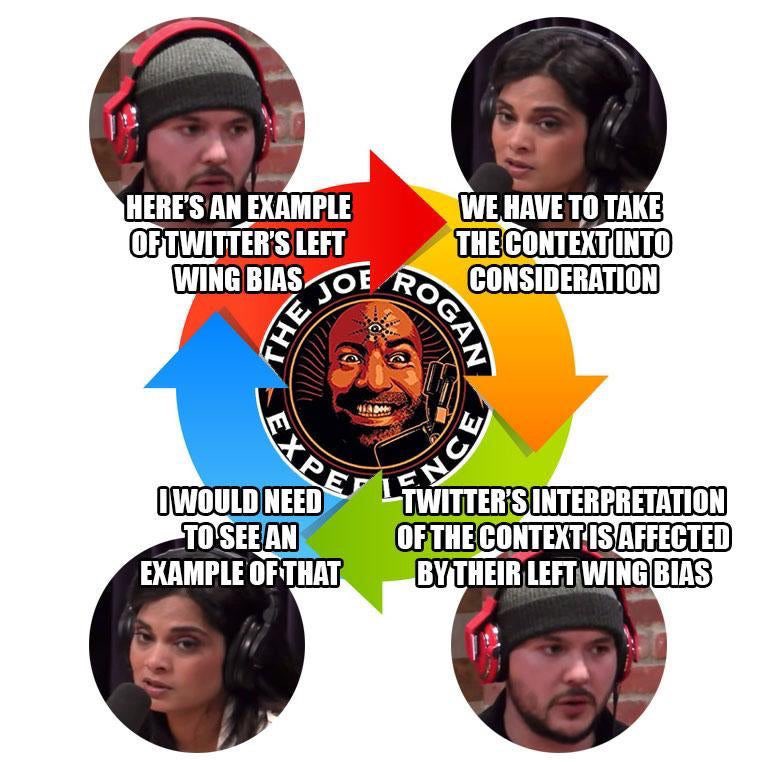 HERE'S AN EXAMPLE
OF TWITTER'S LEFT
WING BIAS
WE HAVE TO TAKE
THE CONTEXT INTO
CONSIDERATION
THE JOE ROGAN
EXPERIENCE
I WOULD NEED
TO SEE AN
EXAMPLE OF THAT
TWITTER'S INTERPRETATION
OF THE CONTEXT IS AFFECTED
BY THEIR LEFT WING BIAS